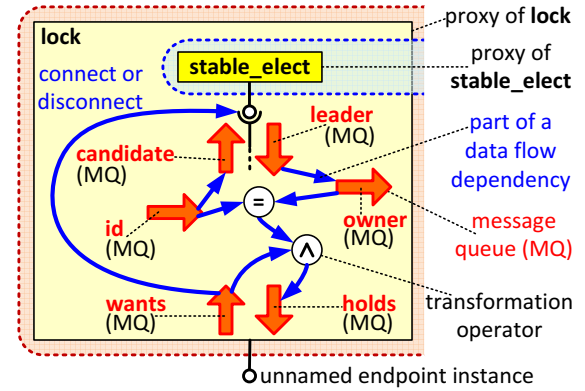 lock
proxy of lock
connect or
disconnect
stable_elect
proxy of
stable_elect
leader
(MQ)
candidate
(MQ)
part of a
data flow
dependency
=
id
(MQ)
owner
(MQ)
message
queue (MQ)
∧
wants
(MQ)
holds
(MQ)
transformation
operator
unnamed endpoint instance